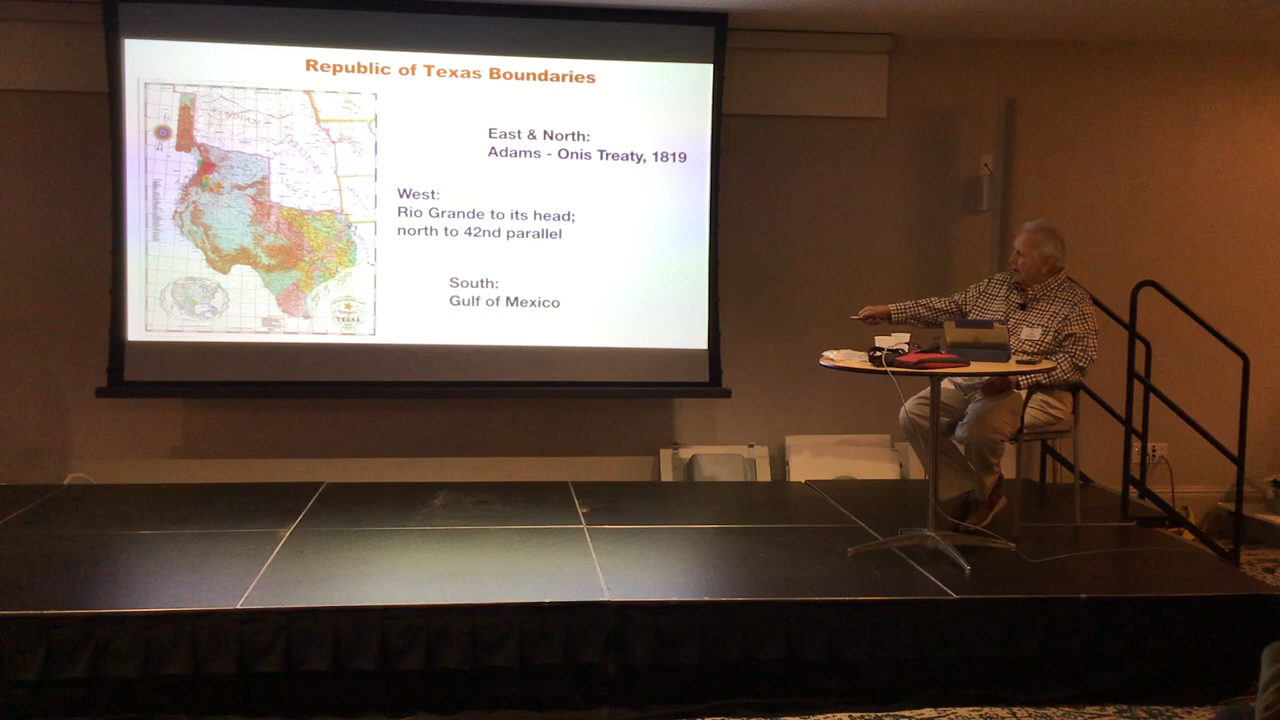 Republic of Texas Boundaries
East & North:
Adams - Onis Treaty, 1819
West:
Rio Grande to its head;
north to 42nd parallel
South:
Gulf of Mexico
TEXAS